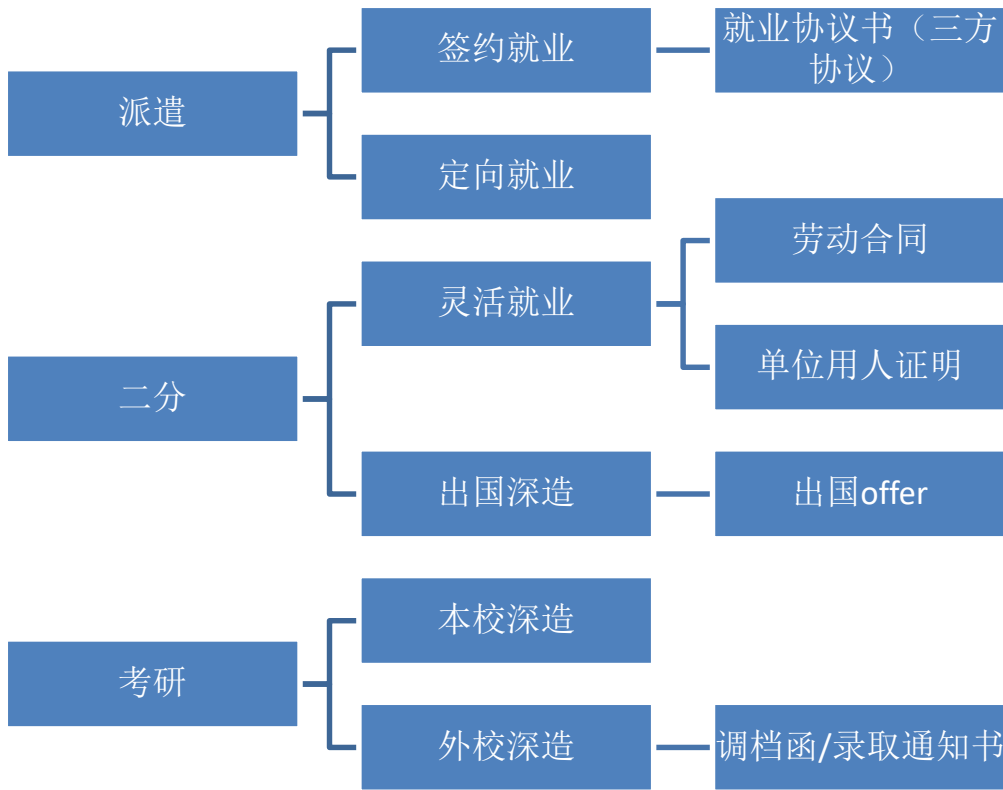 派遣
签约就业
就业协议书（三方
协议）
定向就业
二分
灵活就业
劳动合同
单位用人证明
出国深造
出国offer
考研
本校深造
外校深造
调档函/录取通知书